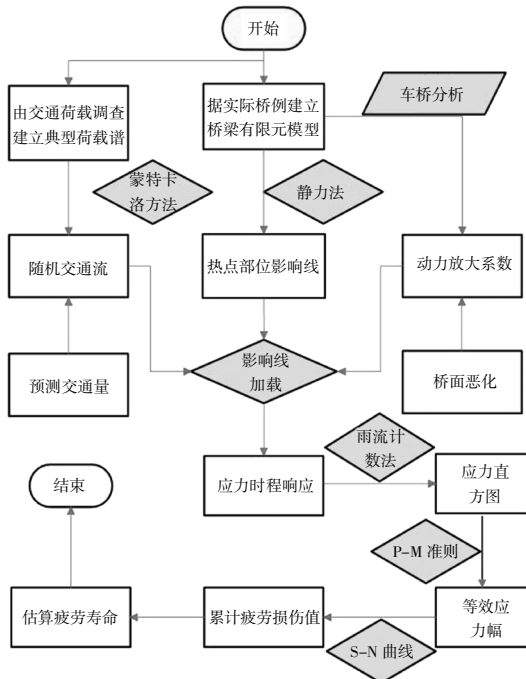 开始
由交通荷载调查
建立典型荷载谱
据实际桥例建立
桥梁有限元模型
车桥分析
蒙特卡
洛方法
静力法
随机交通流
热点部位影响线
动力放大系数
预测交通量
影响线
加载
桥面恶化
雨流计
数法
结束
应力时程响应
应力直
方图
P-M 准则
估算疲劳寿命
累计疲劳损伤值
等效应
力幅
S-N 曲线